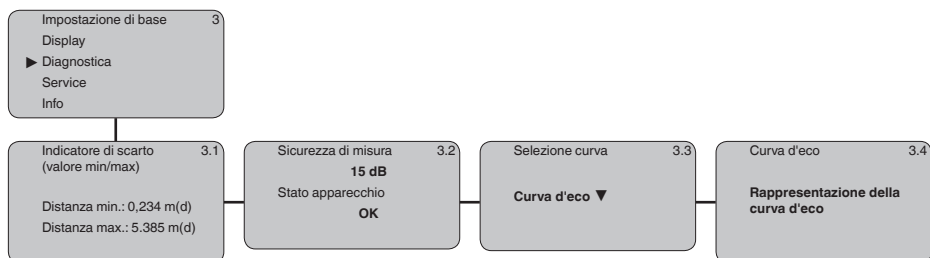 Impostazione di base 3
Display
▶ Diagnostica
Service
Info
Indicatore di scarto 3.1
(valore min/max)
Distanza min.: 0,234 m(d)
Distanza max.: 5.385 m(d)
Sicurezza di misura 3.2
15 dB
Stato apparecchio
OK
Selezione curva 3.3
Curva d'eco ▼
Curva d'eco 3.4
Rappresentazione della
curva d'eco